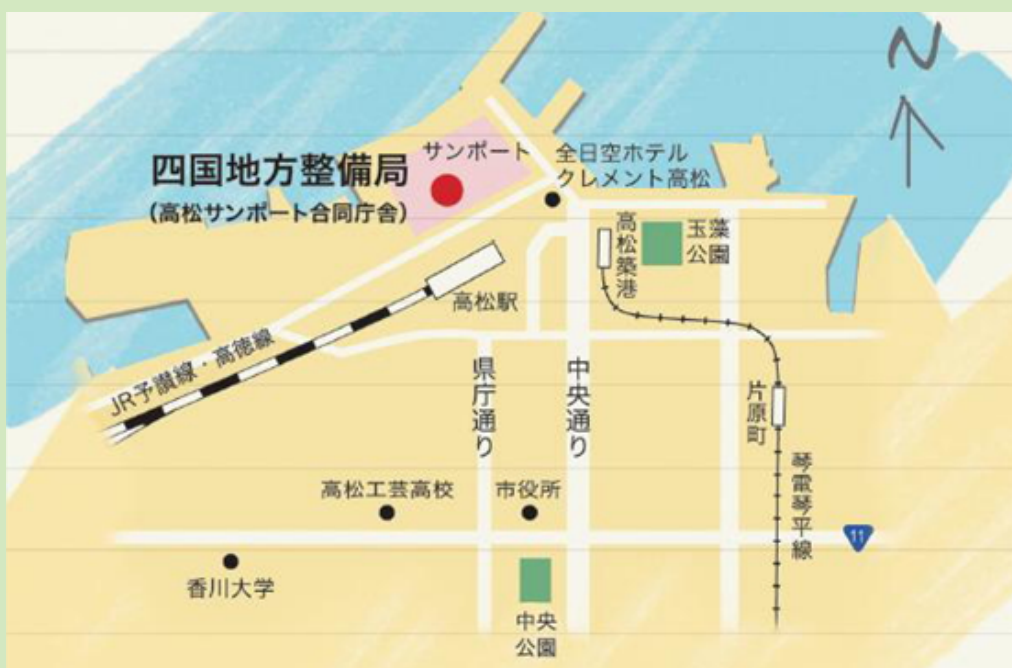 N
サンポート
四国地方整備局
(高松サンポート合同庁舎)
全日空ホテル
クレメント高松
高松築港
玉藻
公園
高松駅
JR予讃線・高徳線
県庁通り
中央通り
片原町
琴電琴平線
高松工芸高校
市役所
11
香川大学
中央
公園